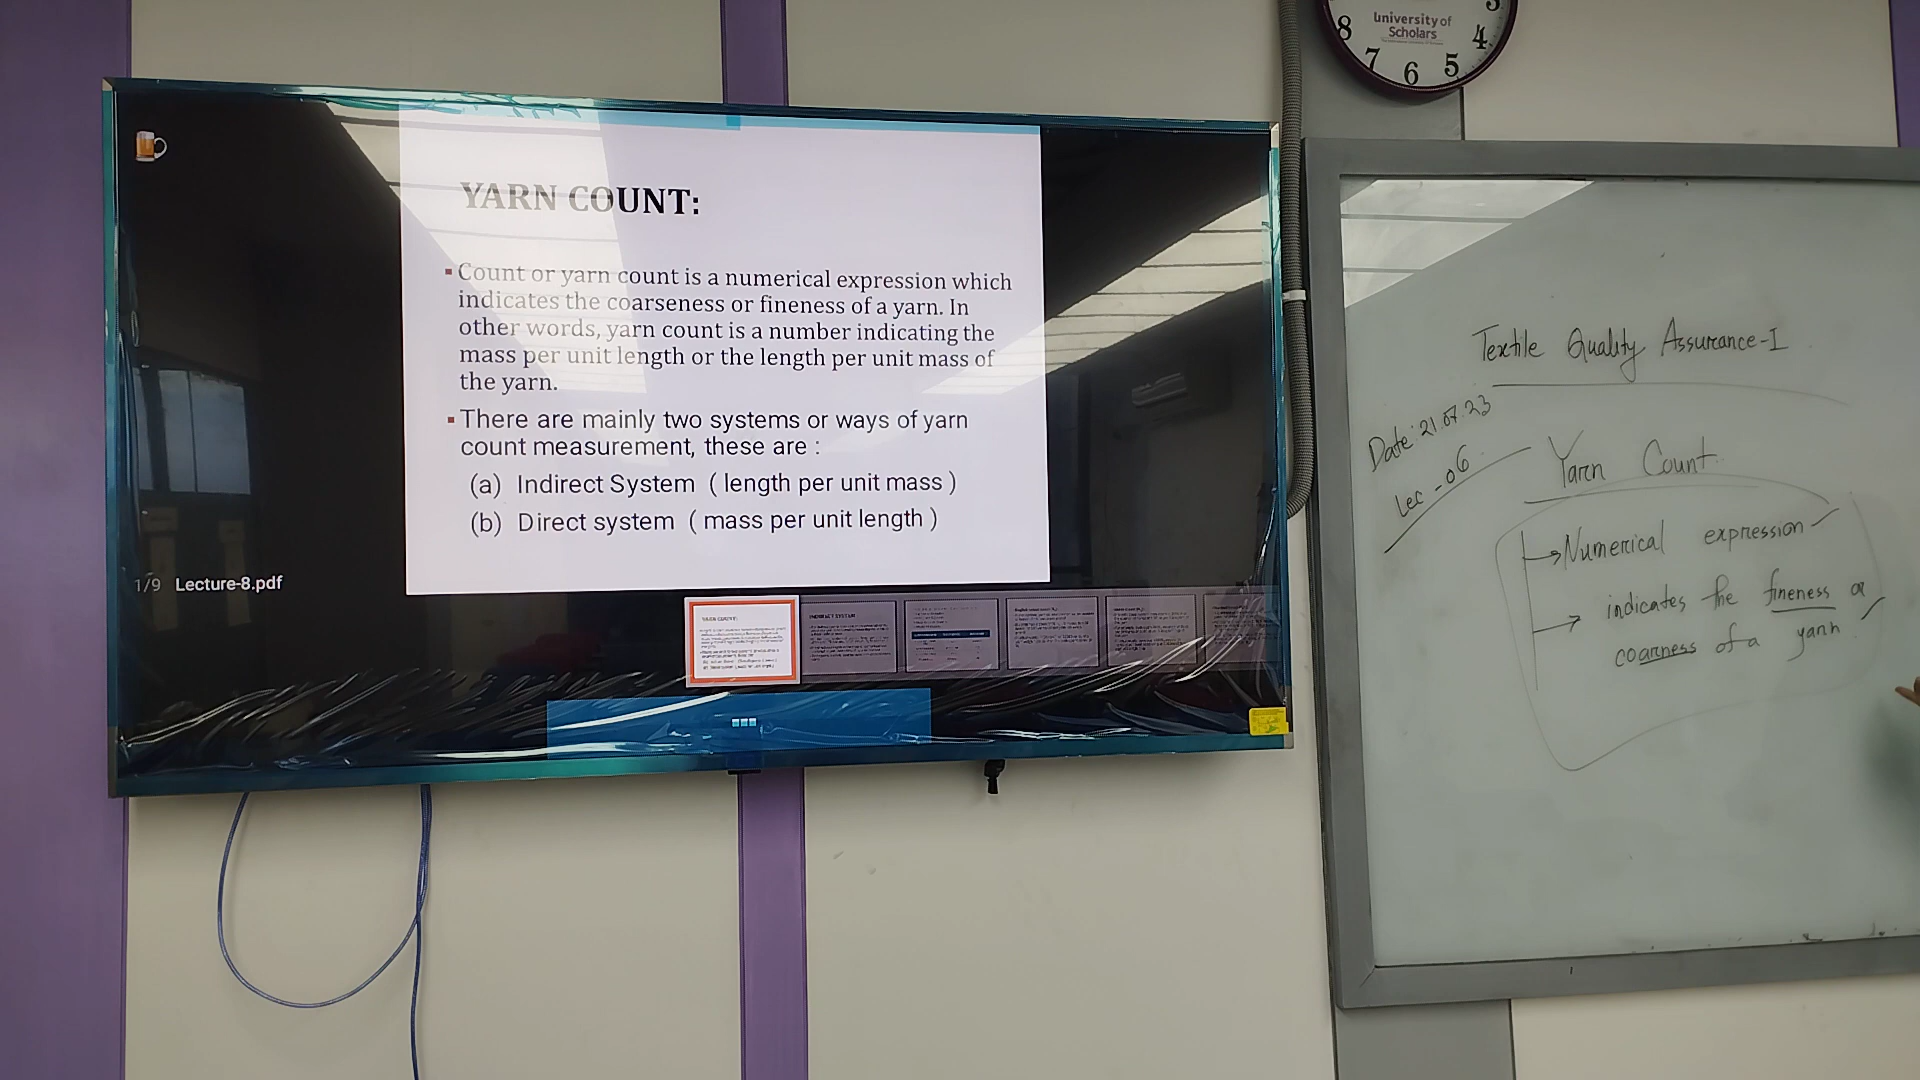 YARN COUNT:
▪ Count or yarn count is a numerical expression which
indicates the coarseness or fineness of a yarn. In
other words, yarn count is a number indicating the
mass per unit length or the length per unit mass of
the yarn.
▪ There are mainly two systems or ways of yarn
count measurement, these are :
(a) Indirect System ( length per unit mass )
(b) Direct system ( mass per unit length )
1/9 Lecture-8.pdf
YARN COUNT:
INDIRECT SYSTEM
University of
Scholars
3
4
5
6
7
8
Textile Quality Assurance-I
Date: 21.07.23
Lec - 06
Yarn Count
→ Numerical expression
→ indicates the fineness or
coarness of a yarn